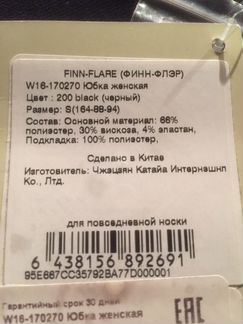 FINN-FLARE (ФИНН-ФЛЭР)
W16-170270 Юбка женская
Цвет : 200 black (черный)
Размер: S(164-88-94)
Состав: Основной материал: 66%
полиэстер, 30% вискоза, 4% эластан,
Подкладка: 100% полиэстер,
Сделано в Китае
Изготовитель: Чжэцзян Катайа Интернэшнл
Ко., Лтд.
для повседневной носки
6 438156 892691
95E667CC35792BA77D000001
Гарантийный срок 30 дней
W16-170270 Юбка женская
EAC